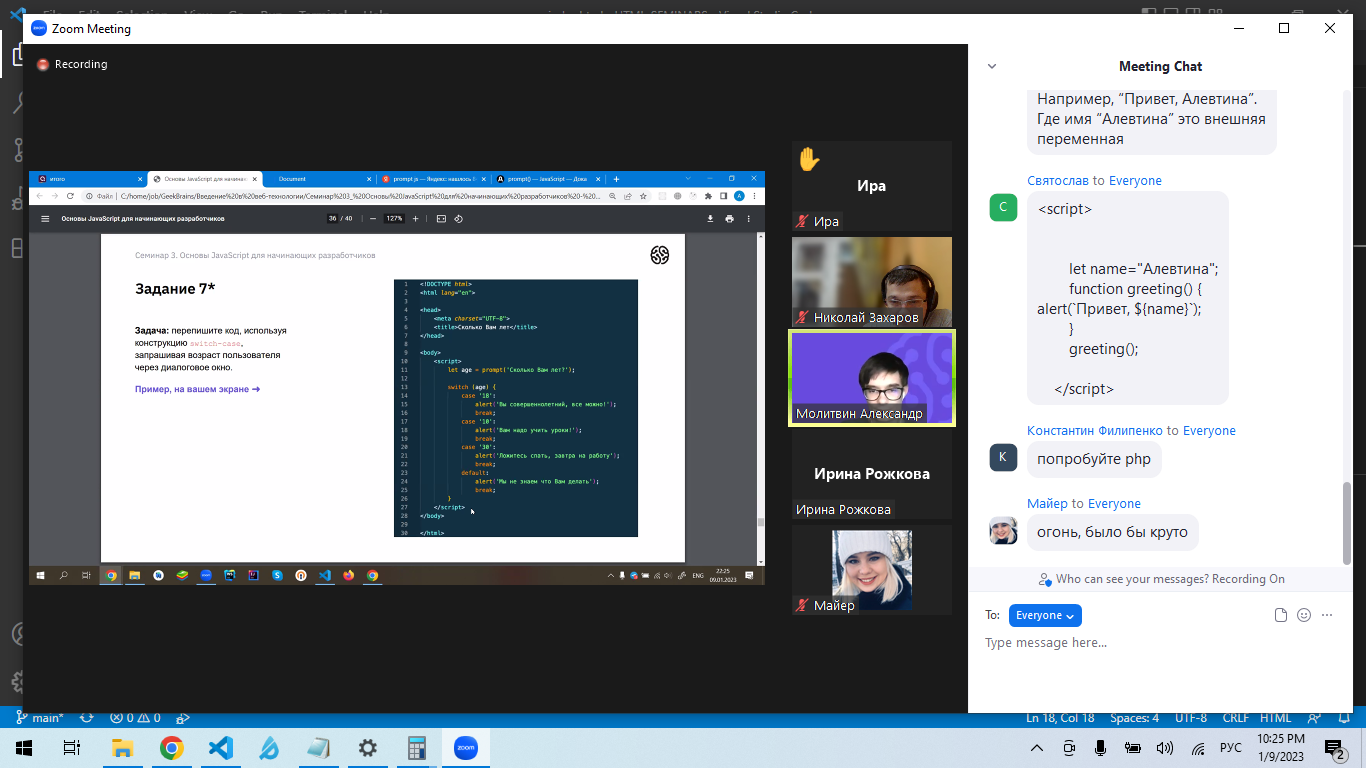 Zoom Meeting
Recording
итого
Основы JavaScript для начинаю
Document
prompt js — Яндекс: нашлось
prompt() — JavaScript — Дока
Файл
C:/home/job/GeekBrains/Введение%20в%20веб-технологии/Семинар%203_%20Основы%20JavaScript%20для%20начинающих%20разработчиков%20-%20...
Основы JavaScript для начинающих разработчиков
36 / 40
127%
Семинар 3. Основы JavaScript для начинающих разработчиков
Задание 7*
Задача: перепишите код, используя
конструкцию switch-case,
запрашивая возраст пользователя
через диалоговое окно.
Пример, на вашем экране ➜
1 <!DOCTYPE html>
2 <html lang="en">
3
4 <head>
5 <meta charset="UTF-8">
6 <title>Сколько Вам лет</title>
7 </head>
8
9 <body>
10 <script>
11 let age = prompt('Сколько Вам лет?');
12
13 switch (age) {
14 case '18':
15 alert('Вы совершеннолетний, все можно!');
16 break;
17 case '10':
18 alert('Вам надо учить уроки!');
19 break;
20 case '30':
21 alert('Ложитесь спать, завтра на работу');
22 break;
23 default:
24 alert('Мы не знаем что Вам делать');
25 break;
26 }
27 </script>
28 </body>
29
30 </html>
ENG
22:25
09.01.2023
Ира
Ира
Николай Захаров
Молитвин Александр
Ирина Рожкова
Ирина Рожкова
Майер
Meeting Chat
Например, “Привет, Алевтина”.
Где имя “Алевтина” это внешняя
переменная
Святослав to Everyone
С
<script>
let name="Алевтина";
function greeting() {
alert(`Привет, ${name}`);
}
greeting();
</script>
Константин Филипенко to Everyone
К
попробуйте php
Майер to Everyone
огонь, было бы круто
Who can see your messages? Recording On
To:
Everyone
Type message here...
main*
0
0
Ln 18, Col 18
Spaces: 4
UTF-8
CRLF
HTML
zoom
РУС
10:25 PM
1/9/2023
2